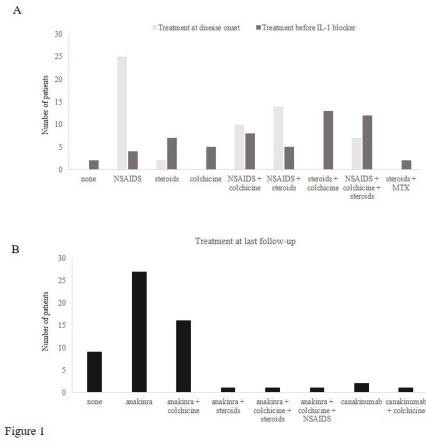 A
Treatment at disease onset
Treatment before IL-1 blocker
Number of patients
30
25
20
15
10
5
0
none
NSAIDS
steroids
colchicine
NSAIDS +
colchicine
NSAIDS +
steroids
steroids +
colchicine
NSAIDS +
colchicine +
steroids
steroids +
MTX
B
Treatment at last follow-up
Number of patients
30
25
20
15
10
5
0
none
anakinra
anakinra +
colchicine
anakinra +
steroids
anakinra +
colchicine +
steroids
anakinra +
colchicine +
NSAIDS
canakinumab
canakinumab
+ colchicine
Figure 1